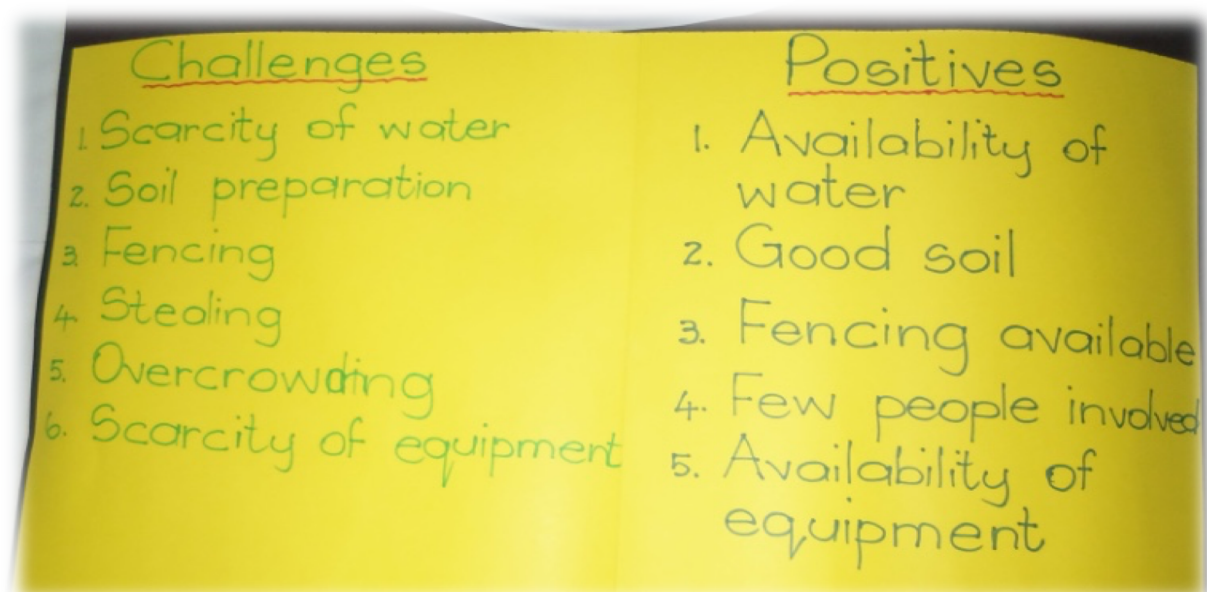 Challenges
1. Scarcity of water
2. Soil preparation
3. Fencing
4. Stealing
5. Overcrowding
6. Scarcity of equipment
Positives
1. Availability of
water
2. Good soil
3. Fencing available
4. Few people involved
5. Availability of
equipment